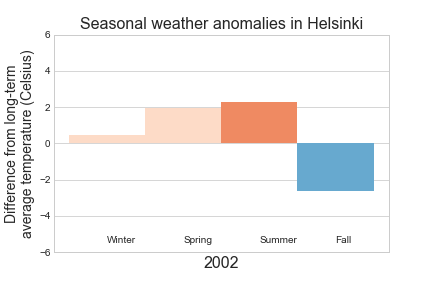 Seasonal weather anomalies in Helsinki
Difference from long-term
average temperature (Celsius)
6
4
2
0
−2
−4
−6
Winter Spring Summer Fall
2002